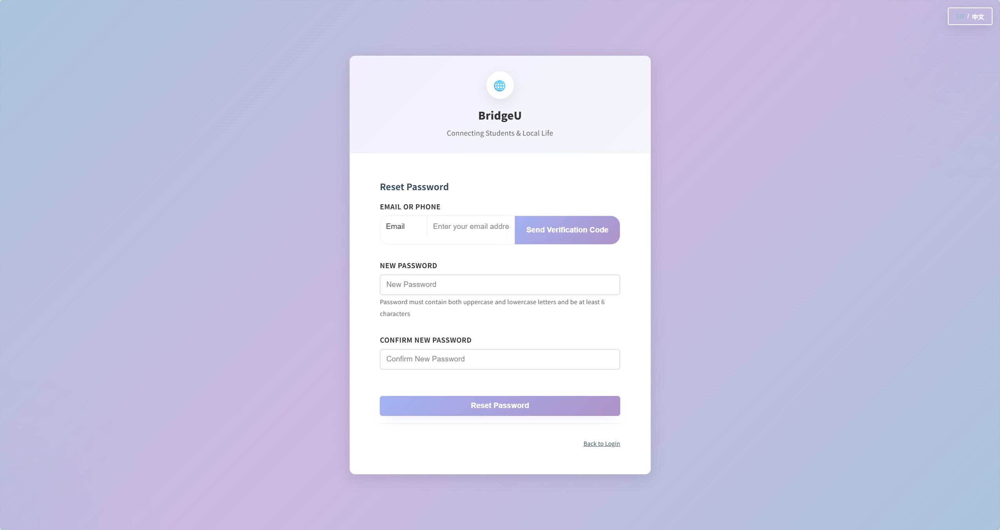 EN / 中文
BridgeU
Connecting Students & Local Life
Reset Password
EMAIL OR PHONE
Email
Enter your email addre
Send Verification Code
NEW PASSWORD
New Password
Password must contain both uppercase and lowercase letters and be at least 6
characters
CONFIRM NEW PASSWORD
Confirm New Password
Reset Password
Back to Login